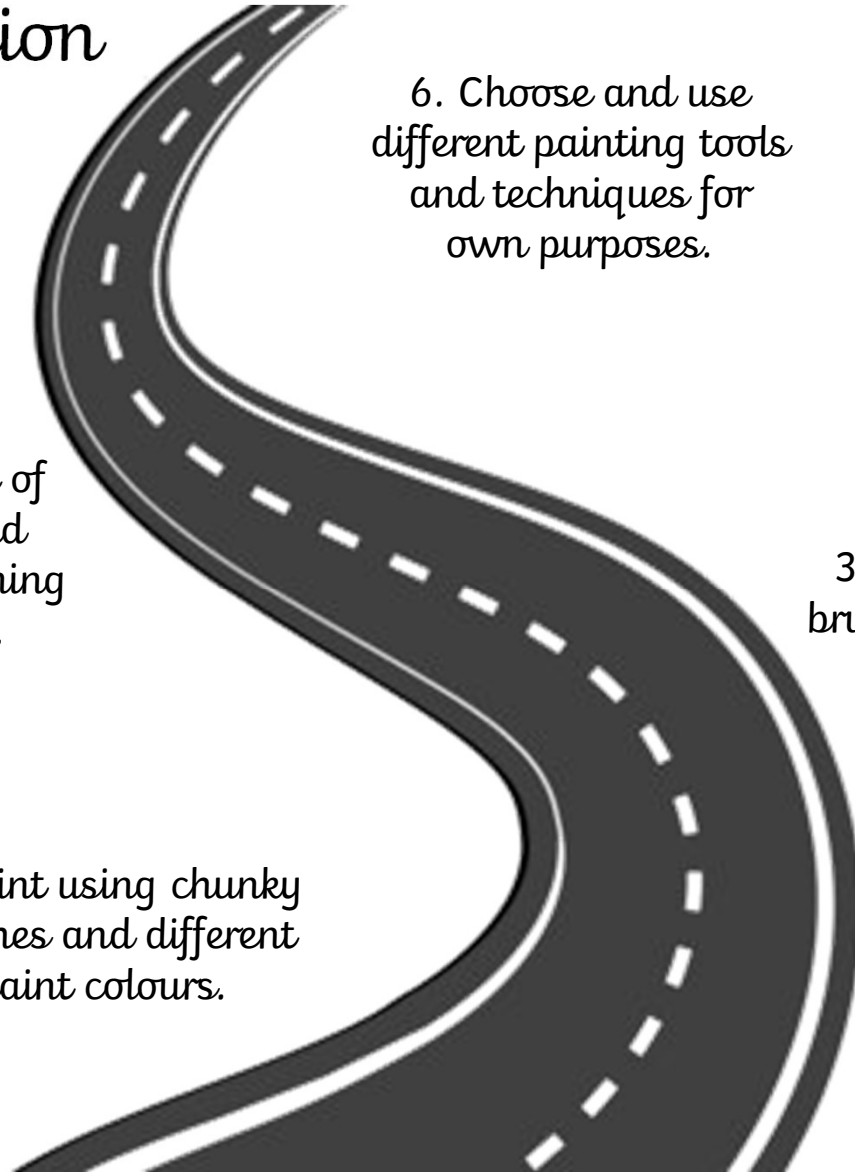 ion
6. Choose and use
different painting tools
and techniques for
own purposes.
of
d
ning
3
bru
int using chunky
hes and different
aint colours.